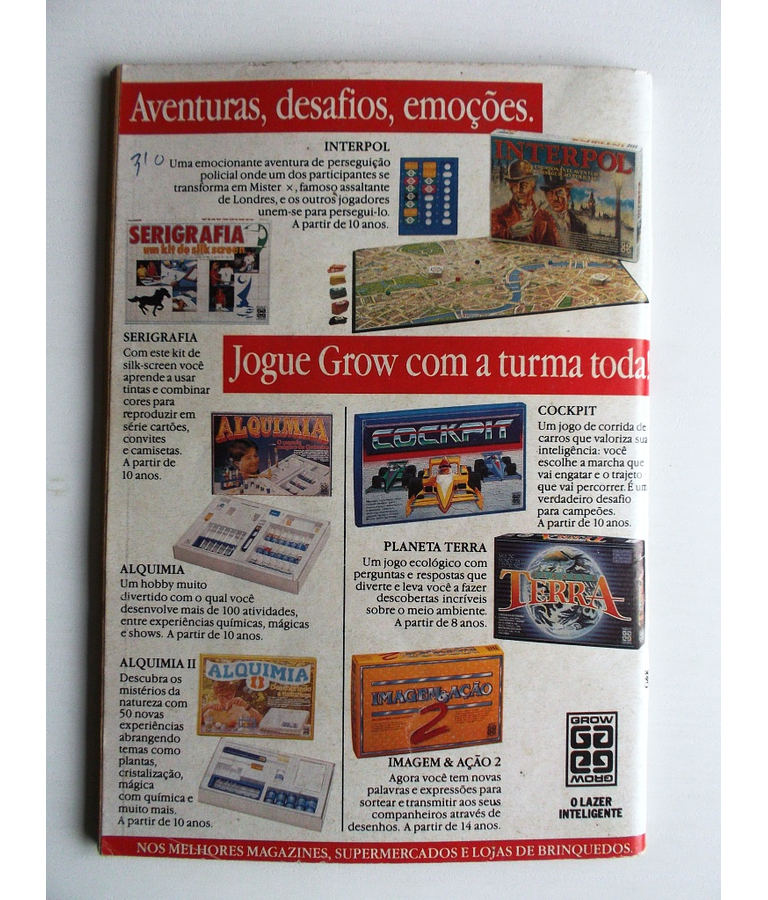 Aventuras, desafios, emoções.
310
INTERPOL
Uma emocionante aventura de perseguição
policial onde um dos participantes se
transforma em Mister ×, famoso assaltante
de Londres, e os outros jogadores
unem-se para persegui-lo.
A partir de 10 anos.
INTERPOL
SERIGRAFIA
um kit de silk screen
SERIGRAFIA
Com este kit de
silk-screen você
aprende a usar
tintas e combinar
cores para
reproduzir em
série cartões,
convites
e camisetas.
A partir de
10 anos.
Jogue Grow com a turma toda!
ALQUIMIA
ALQUIMIA
Um hobby muito
divertido com o qual você
desenvolve mais de 100 atividades,
entre experiências químicas, mágicas
e shows. A partir de 10 anos.
ALQUIMIA II
Descubra os
mistérios da
natureza com
50 novas
experiências
abrangendo
temas como
plantas,
cristalização,
mágica
com química e
muito mais.
A partir de 10 anos.
ALQUIMIA
II
COCKPIT
COCKPIT
Um jogo de corrida de
carros que valoriza sua
inteligência: você
escolhe a marcha que
vai engatar e o trajeto
que vai percorrer. É um
verdadeiro desafio
para campeões.
A partir de 10 anos.
PLANETA TERRA
Um jogo ecológico com
perguntas e respostas que
diverte e leva você a fazer
descobertas incríveis
sobre o meio ambiente.
A partir de 8 anos.
TERRA
IMAGEM & AÇÃO
2
IMAGEM & AÇÃO 2
Agora você tem novas
palavras e expressões para
sortear e transmitir aos seus
companheiros através de
desenhos. A partir de 14 anos.
GROW
GROW
O LAZER
INTELIGENTE
NOS MELHORES MAGAZINES, SUPERMERCADOS E LOJAS DE BRINQUEDOS.